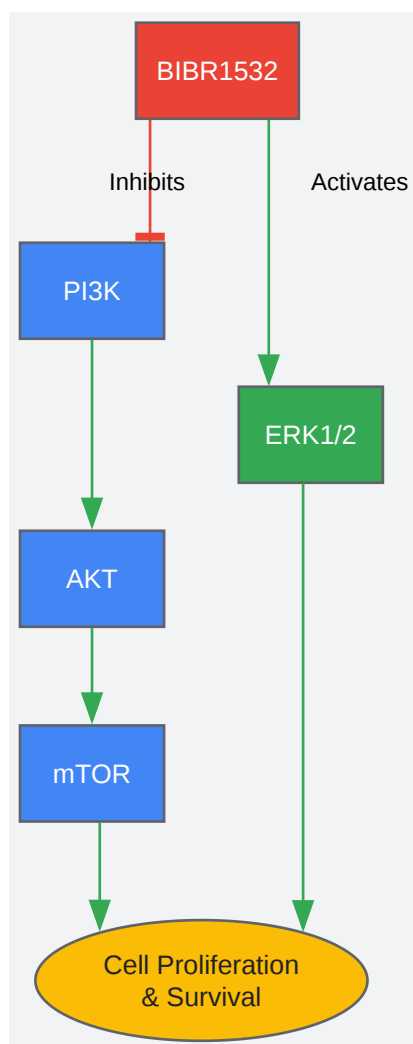 BIBR1532
Inhibits
Activates
PI3K
ERK1/2
AKT
mTOR
Cell Proliferation
& Survival